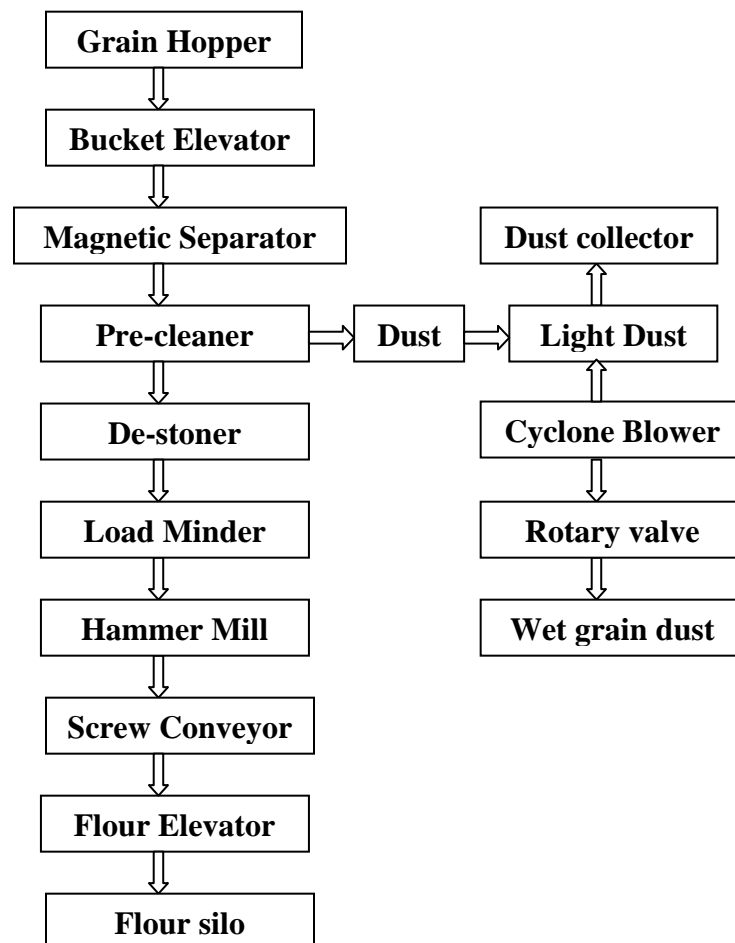 Grain Hopper
Bucket Elevator
Magnetic Separator
Dust collector
Pre-cleaner
Dust
Light Dust
De-stoner
Cyclone Blower
Load Minder
Rotary valve
Hammer Mill
Wet grain dust
Screw Conveyor
Flour Elevator
Flour silo